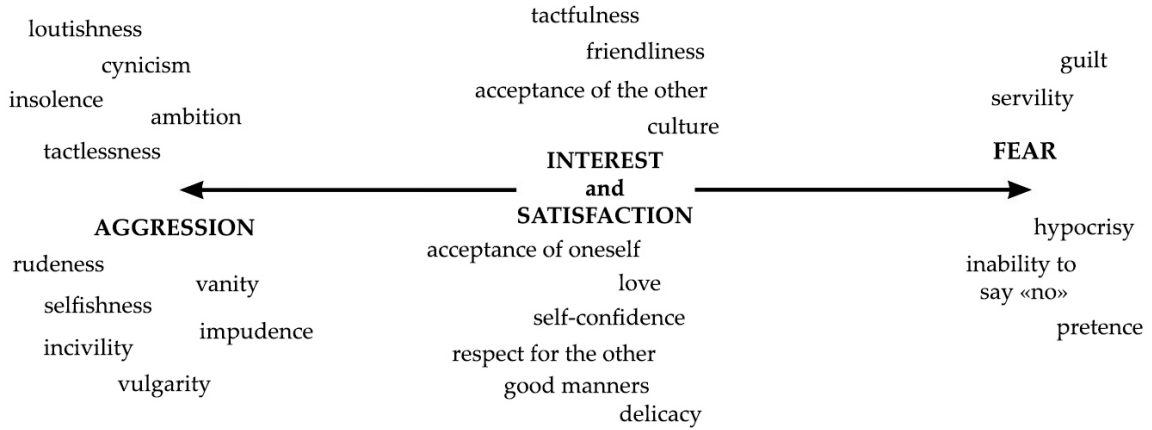 loutishness
cynicism
insolence
ambition
tactlessness
AGGRESSION
rudeness
vanity
selfishness
impudence
incivility
vulgarity
tactfulness
friendliness
acceptance of the other
culture
INTEREST
and
SATISFACTION
acceptance of oneself
love
self-confidence
respect for the other
good manners
delicacy
guilt
servility
FEAR
hypocrisy
inability to
say «no»
pretence